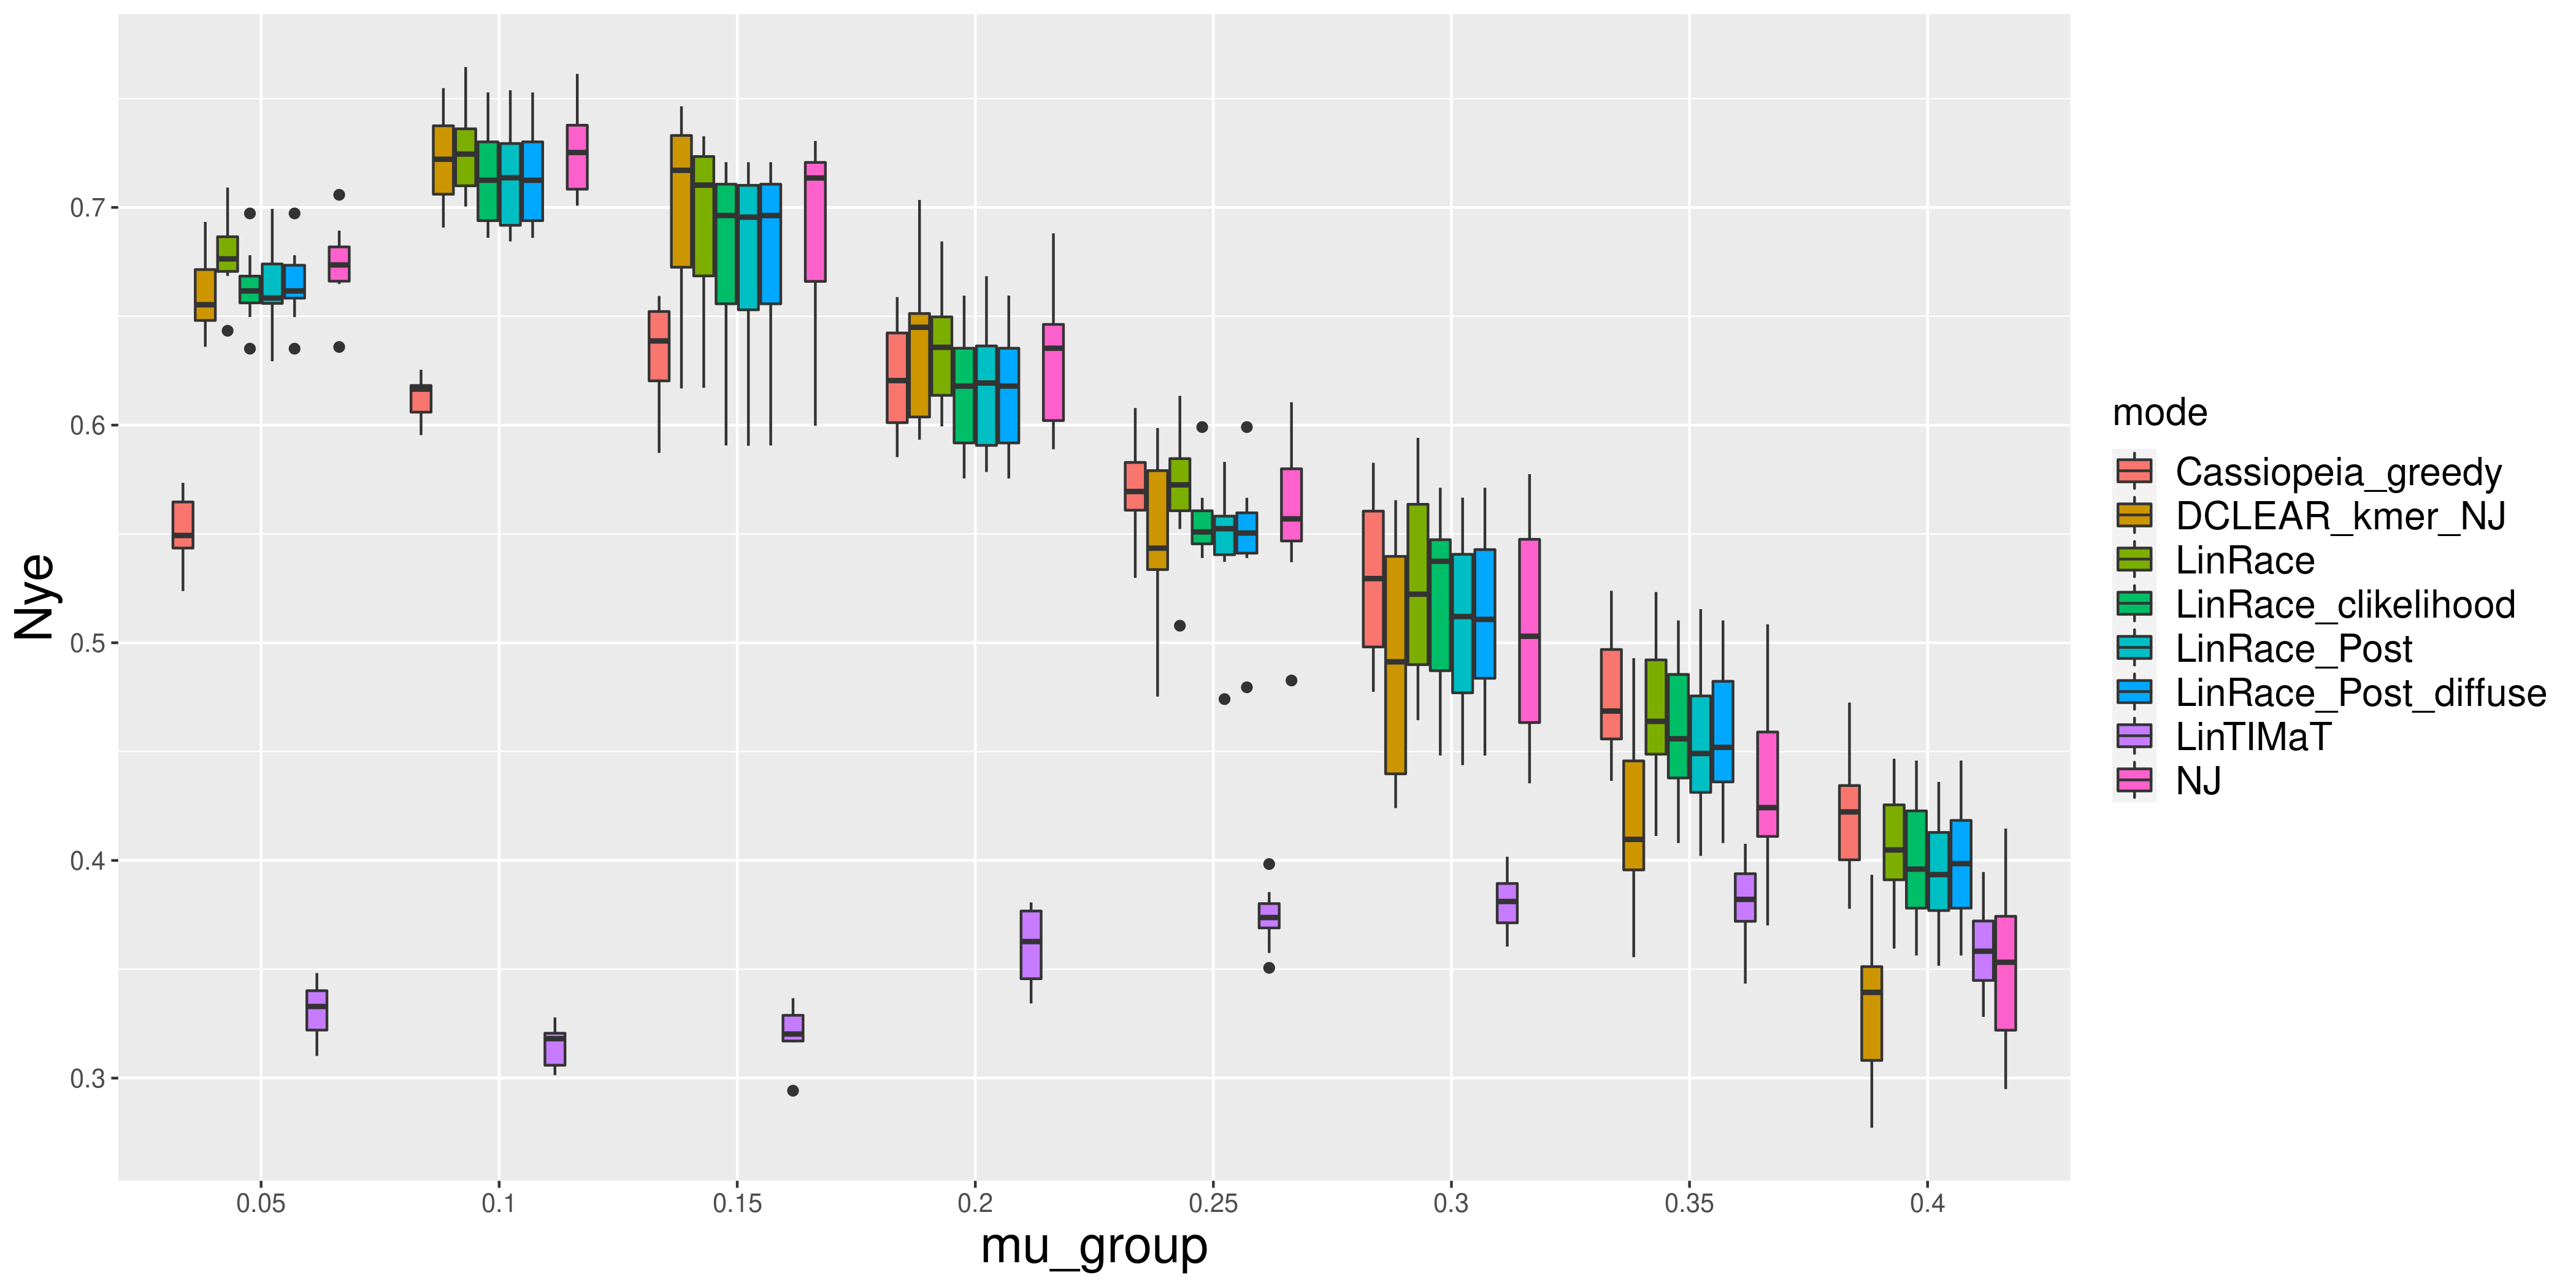 Nye
0.7
0.6
0.5
0.4
0.3
0.05 0.1 0.15 0.2 0.25 0.3 0.35 0.4
mu_group
mode
Cassiopeia_greedy
DCLEAR_kmer_NJ
LinRace
LinRace_clikelihood
LinRace_Post
LinRace_Post_diffuse
LinTIMaT
NJ